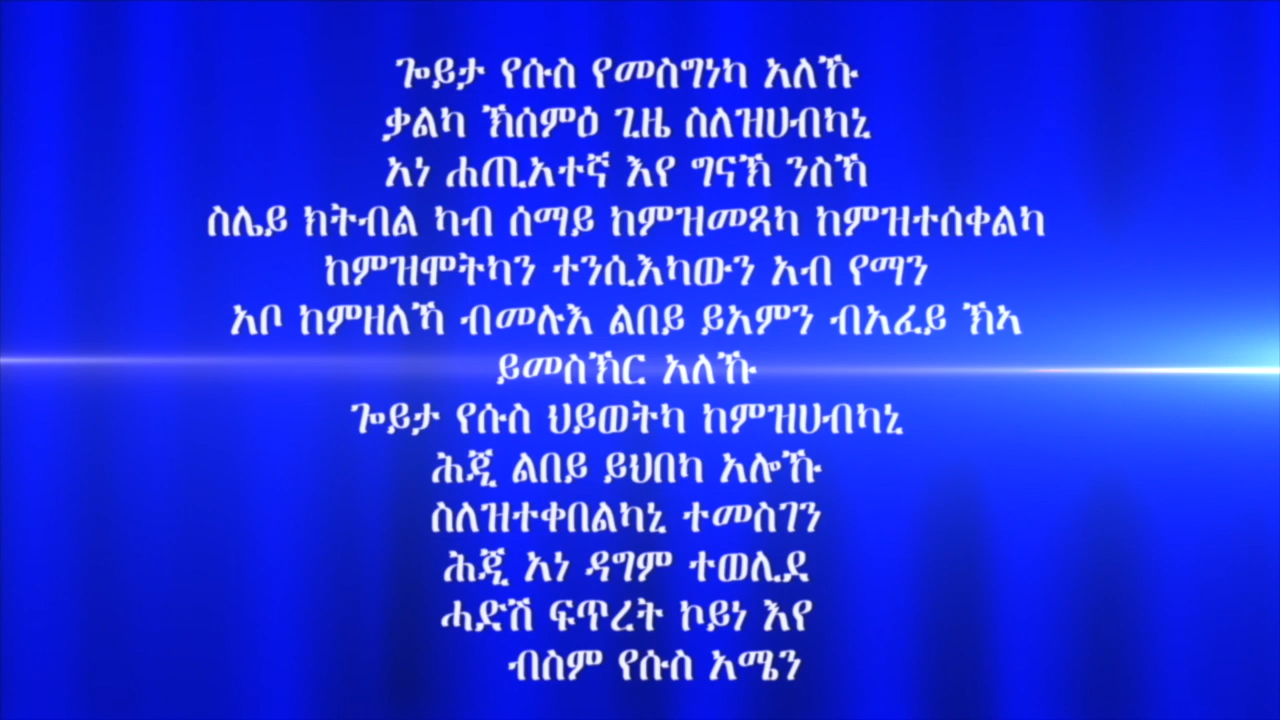 ጐይታ የሱስ የመስግነካ አለኹ
ቃልካ ኽሰምዕ ጊዜ ስለዝሀብካኒ
አነ ሐጢአተኛ እየ ግናኽ ንስኻ
ስሌይ ክትብል ካብ ሰማይ ከምዝመጻካ ከምዝተሰቀልካ
ከምዝሞትካን ተንሲእካውን አብ የማን
አቦ ከምዘለኻ ብመሉእ ልበይ ይአምን ብአፈይ ኽኣ
ይመስኽር አለኹ
ጐይታ የሱስ ህይወትካ ከምዝሀብካኒ
ሕጂ ልበይ ይህበካ አሎኹ
ስለዝተቀበልካኒ ተመስገን
ሕጂ አነ ዳግም ተወሊደ
ሓድሽ ፍጥረት ኮይነ እየ
ብስም የሱስ አሜን